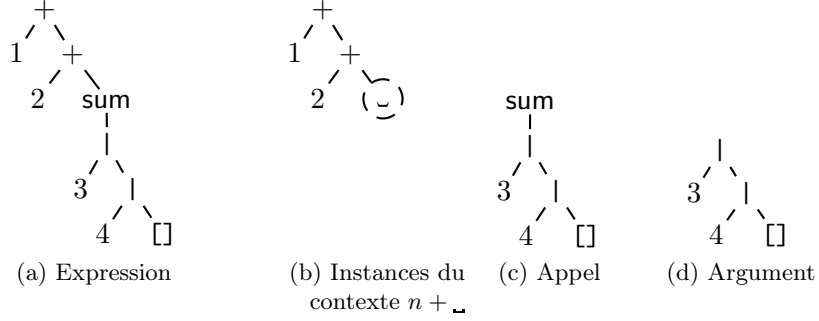 + +
1 + 1 +
2 sum 2 ␣ sum
| | |
3 | 3 | 3 |
4 [] 4 [] 4 []
(a) Expression (b) Instances du (c) Appel (d) Argument
contexte n + ␣